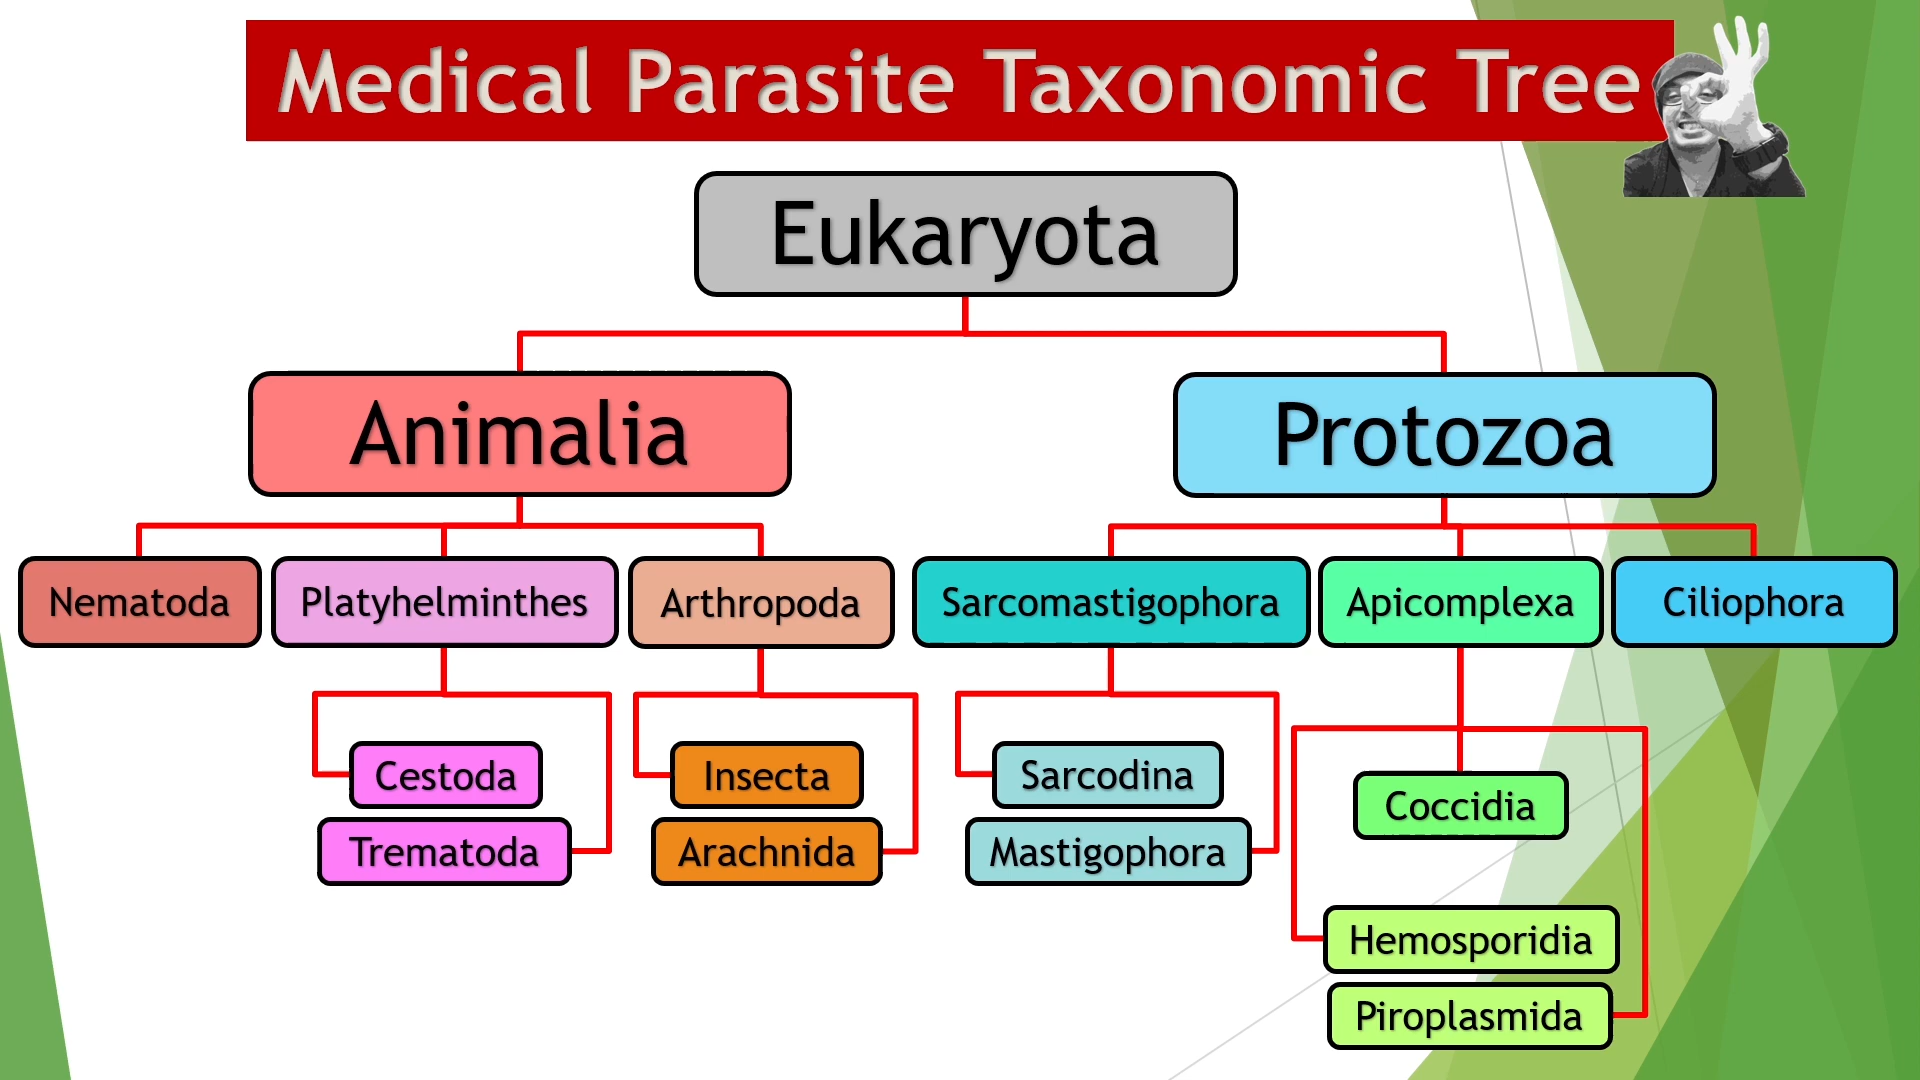 Medical Parasite Taxonomic Tree
Eukaryota
Animalia
Protozoa
Nematoda
Platyhelminthes
Arthropoda
Sarcomastigophora
Apicomplexa
Ciliophora
Cestoda
Trematoda
Insecta
Arachnida
Sarcodina
Mastigophora
Coccidia
Hemosporidia
Piroplasmida